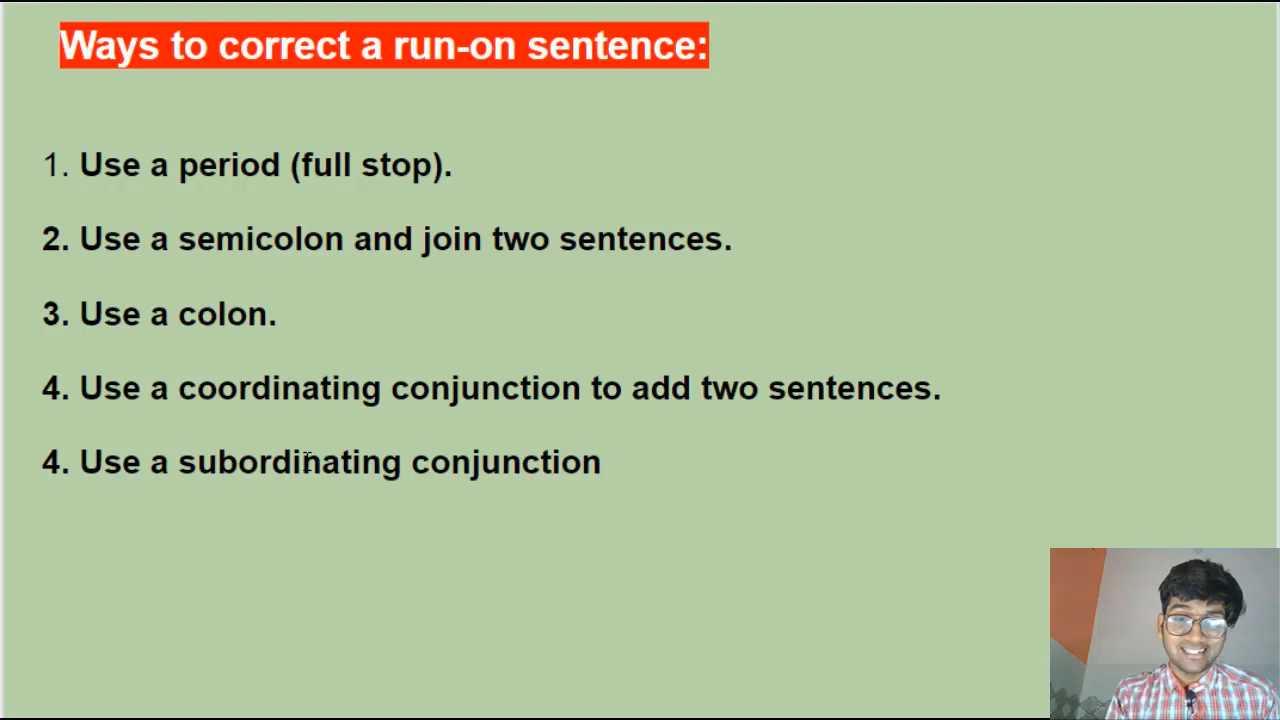 Ways to correct a run-on sentence:
1. Use a period (full stop).
2. Use a semicolon and join two sentences.
3. Use a colon.
4. Use a coordinating conjunction to add two sentences.
4. Use a subordinating conjunction